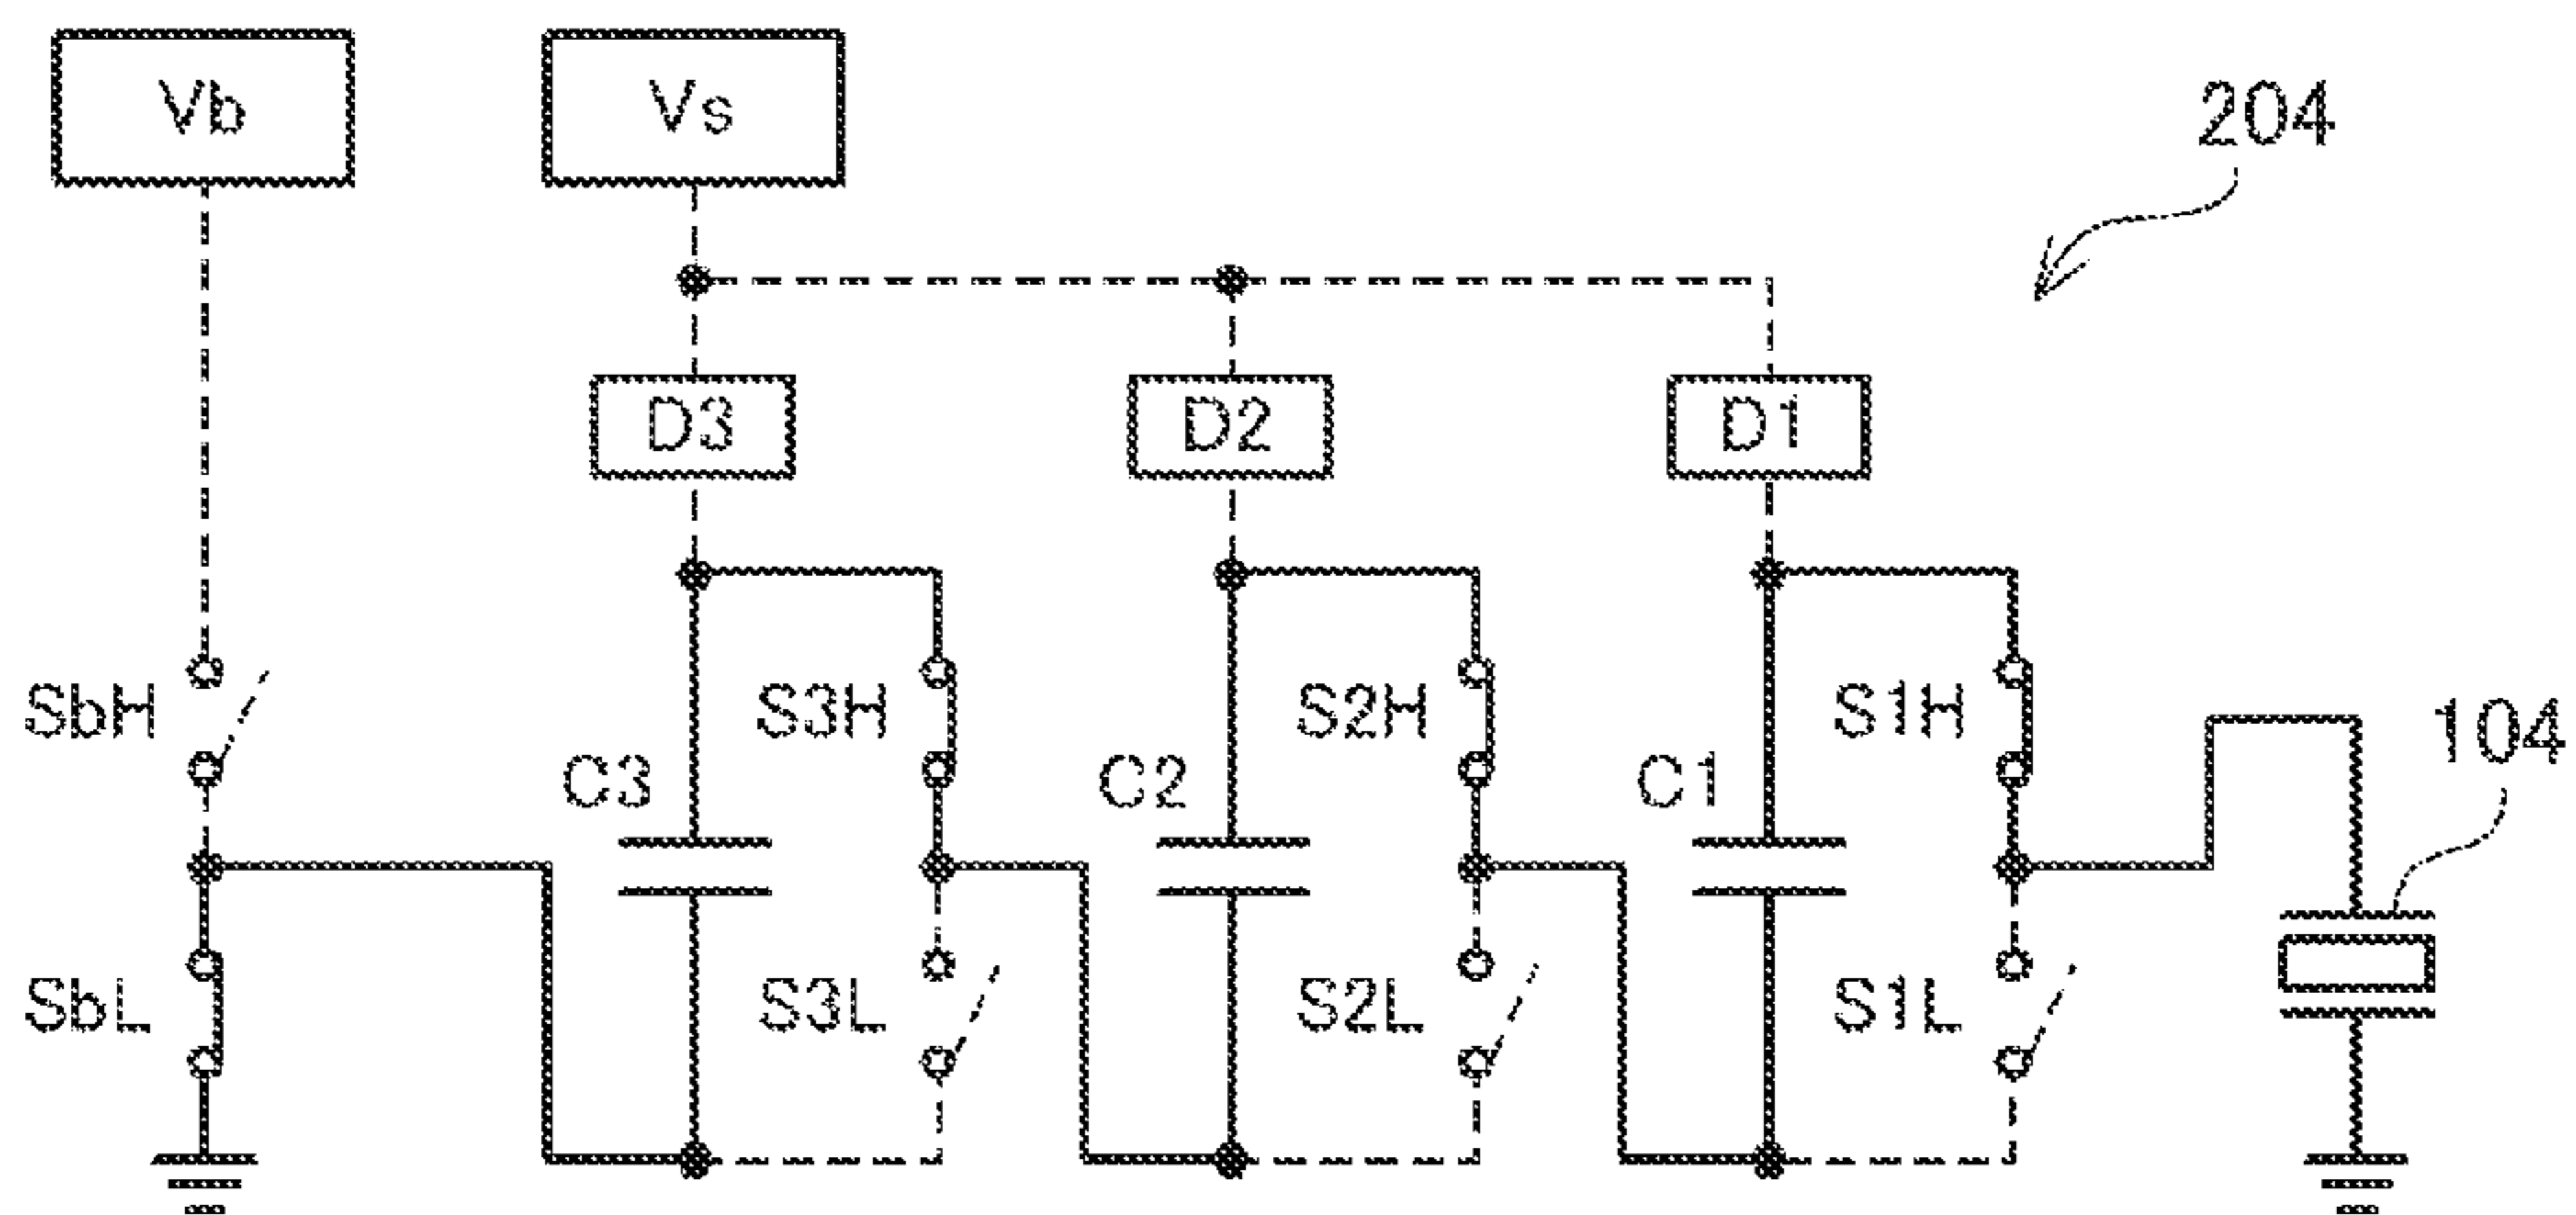 Vb
Vs
204
D3
D2
D1
SbH
S3H
S2H
S1H
104
C3
C2
C1
SbL
S3L
S2L
S1L